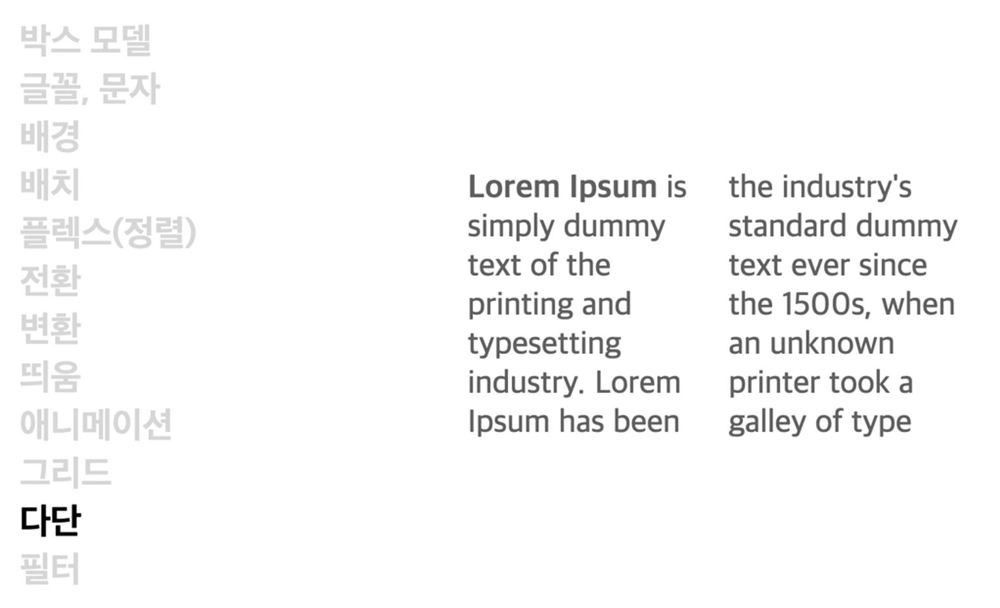 박스 모델
글꼴, 문자
배경
배치
플렉스(정렬)
전환
변환
띄움
애니메이션
그리드
다단
필터
Lorem Ipsum is
simply dummy
text of the
printing and
typesetting
industry. Lorem
Ipsum has been
the industry's
standard dummy
text ever since
the 1500s, when
an unknown
printer took a
galley of type